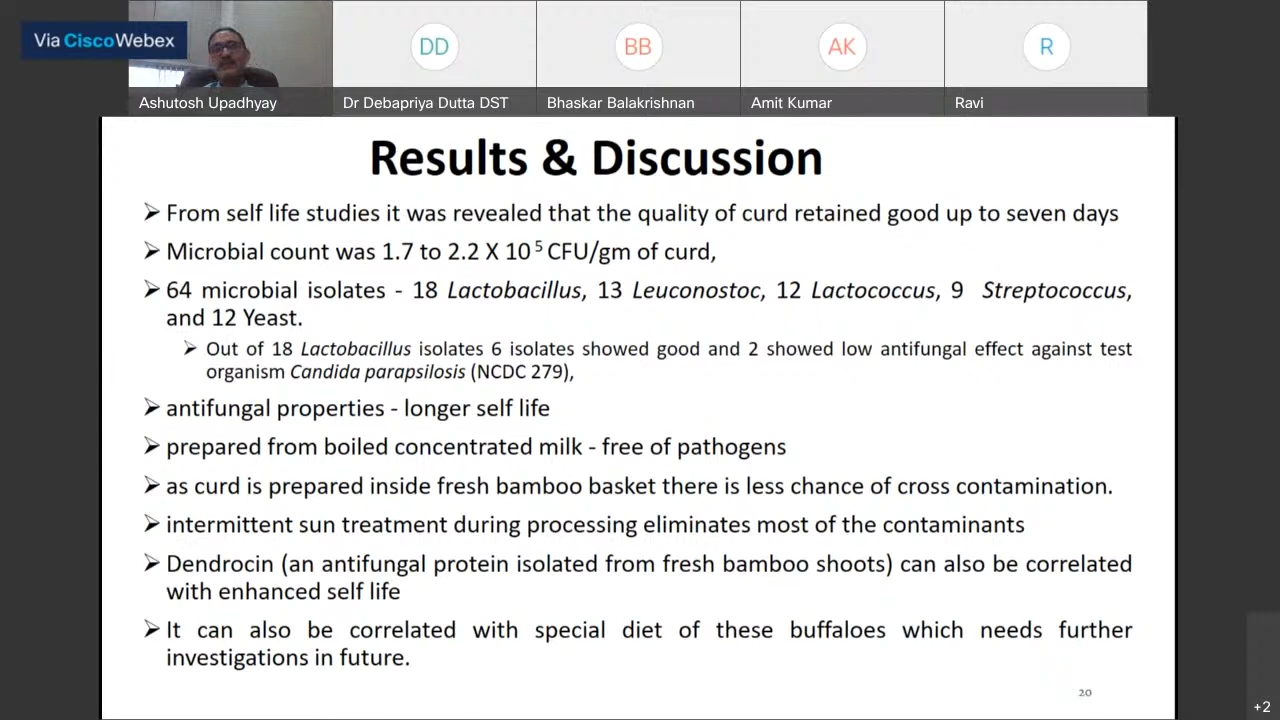 Via CiscoWebex
DD
BB
AK
R
Ashutosh Upadhyay
Dr Debapriya Dutta DST
Bhaskar Balakrishnan
Amit Kumar
Ravi
Results & Discussion
➢ From self life studies it was revealed that the quality of curd retained good up to seven days
➢ Microbial count was 1.7 to 2.2 X 10⁵ CFU/gm of curd,
➢ 64 microbial isolates - 18 Lactobacillus, 13 Leuconostoc, 12 Lactococcus, 9 Streptococcus,
and 12 Yeast.
➢ Out of 18 Lactobacillus isolates 6 isolates showed good and 2 showed low antifungal effect against test
organism Candida parapsilosis (NCDC 279),
➢ antifungal properties - longer self life
➢ prepared from boiled concentrated milk - free of pathogens
➢ as curd is prepared inside fresh bamboo basket there is less chance of cross contamination.
➢ intermittent sun treatment during processing eliminates most of the contaminants
➢ Dendrocin (an antifungal protein isolated from fresh bamboo shoots) can also be correlated
with enhanced self life
➢ It can also be correlated with special diet of these buffaloes which needs further
investigations in future.
20
+2